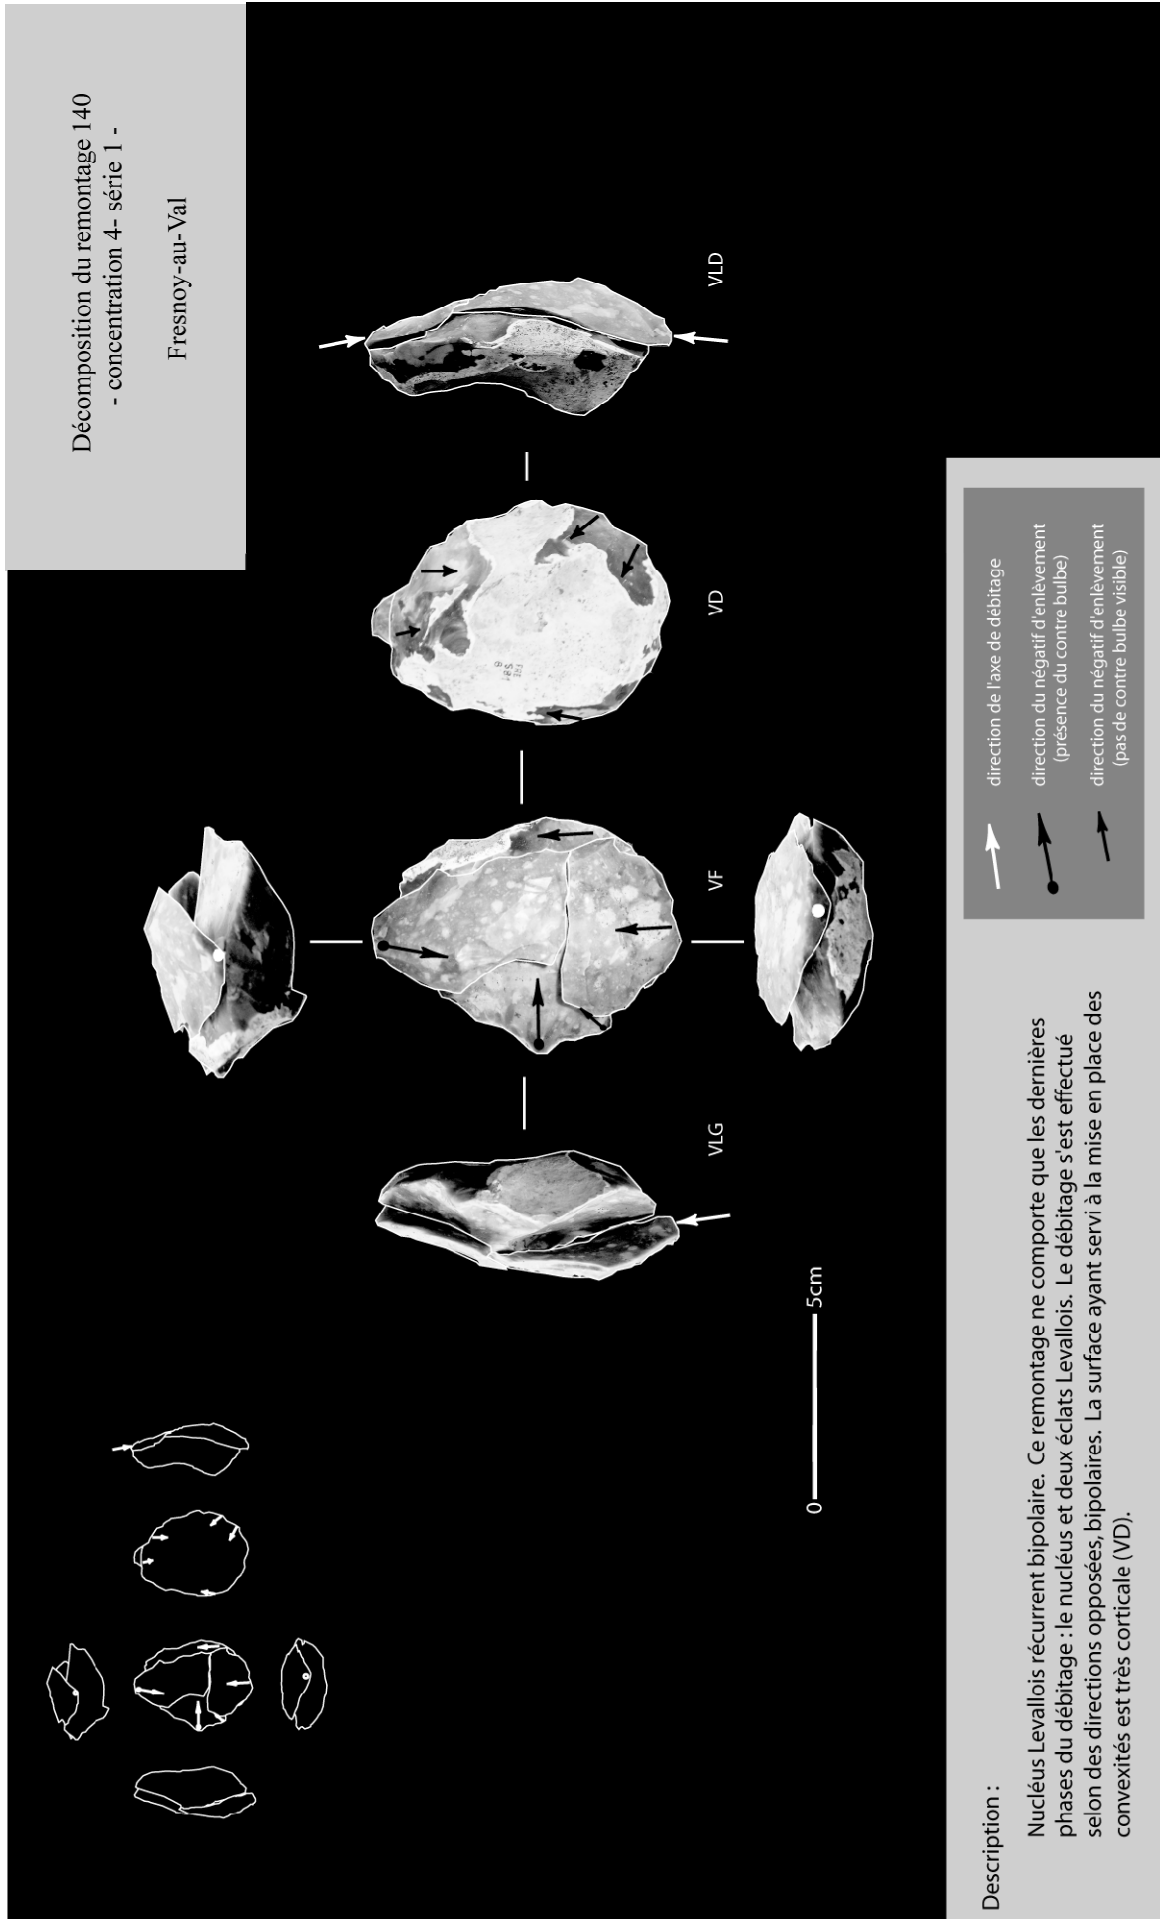 Décomposition du remontage 140
- concentration 4- série 1 -
Fresnoy-au-Val
VLG
VF
VD
VLD
0
5cm
Description :
Nucléus Levallois récurrent bipolaire. Ce remontage ne comporte que les dernières
phases du débitage : le nucléus et deux éclats Levallois. Le débitage s'est effectué
selon des directions opposées, bipolaires. La surface ayant servi à la mise en place des
convexités est très corticale (VD).
direction de l'axe de débitage
direction du négatif d'enlèvement
(présence du contre bulbe)
direction du négatif d'enlèvement
(pas de contre bulbe visible)